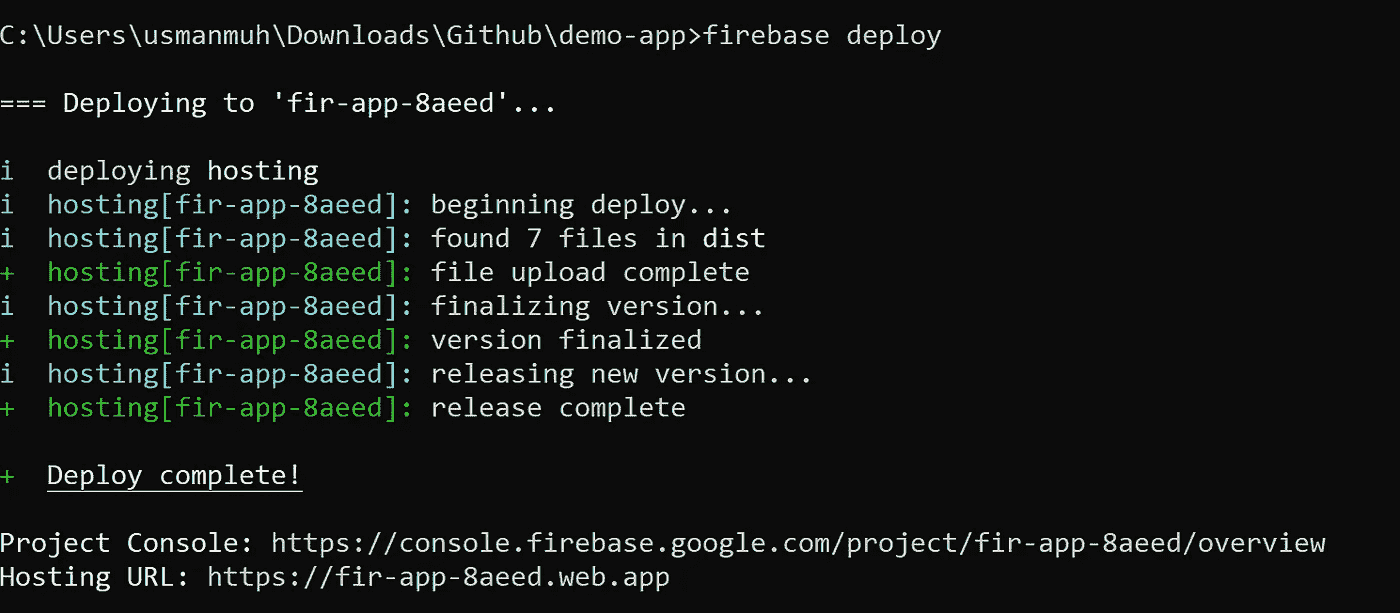 C:\Users\usmanmuh\Downloads\Github\demo-app>firebase deploy
=== Deploying to 'fir-app-8aeed'...
i  deploying hosting
i  hosting[fir-app-8aeed]: beginning deploy...
i  hosting[fir-app-8aeed]: found 7 files in dist
+  hosting[fir-app-8aeed]: file upload complete
i  hosting[fir-app-8aeed]: finalizing version...
+  hosting[fir-app-8aeed]: version finalized
i  hosting[fir-app-8aeed]: releasing new version...
+  hosting[fir-app-8aeed]: release complete
+  Deploy complete!
Project Console: https://console.firebase.google.com/project/fir-app-8aeed/overview
Hosting URL: https://fir-app-8aeed.web.app